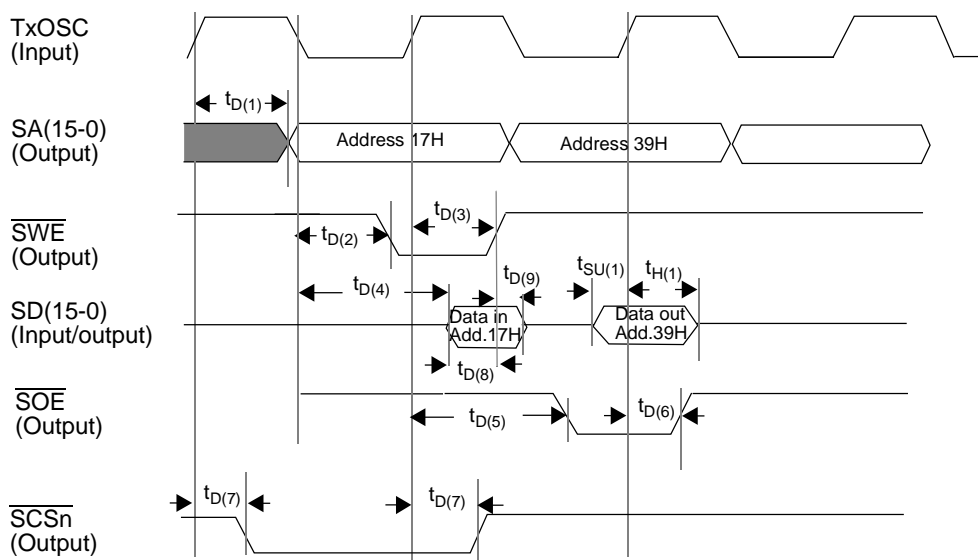 TxOSC
(Input)
tD(1)
SA(15-0)
(Output)
Address 17H
Address 39H
SWE
(Output)
tD(2)
tD(3)
tD(4)
tD(9)
tSU(1)
tH(1)
SD(15-0)
(Input/output)
Data in
Add.17H
Data out
Add.39H
tD(8)
SOE
(Output)
tD(5)
tD(6)
tD(7)
tD(7)
SCSn
(Output)